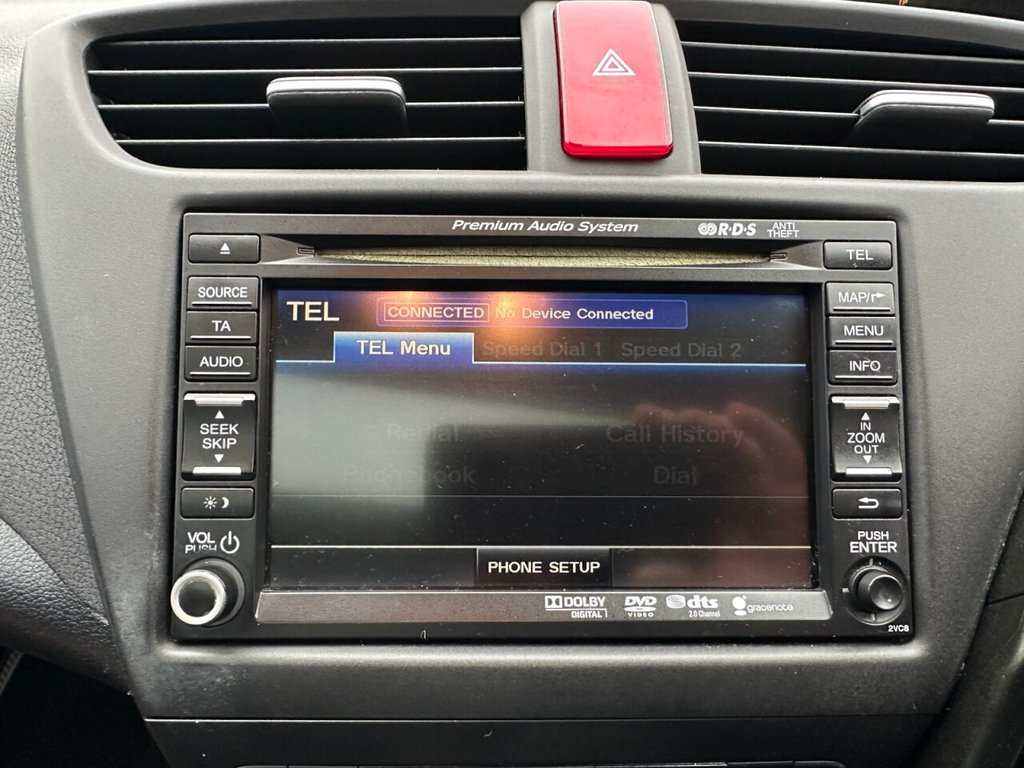 TP
Premium Audio System
R·D·S
ANTI THEFT
TEL
SOURCE
TA
AUDIO
SEEK
SKIP
VOL
PUSH
TEL
CONNECTED No Device Connected
TEL Menu Speed Dial 1 Speed Dial 2
Redial Call History
Phonebook Dial
PHONE SETUP
MAP/
MENU
INFO
IN
ZOOM
OUT
PUSH
ENTER
DOLBY
DIGITAL
DVD
VIDEO
dts
2.0 Channel
gracenote
2VC8